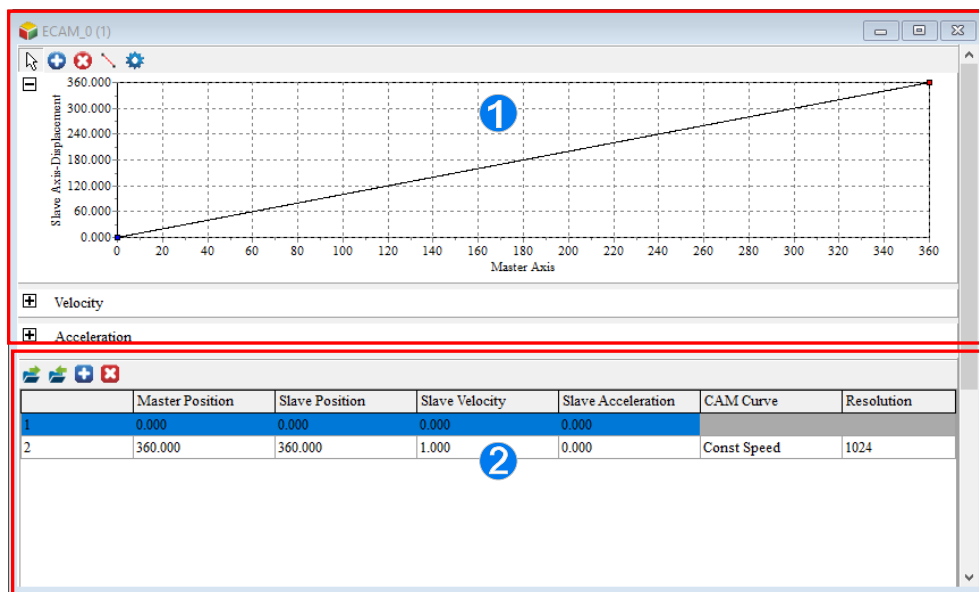 ECAM_0 (1)
360.000
300.000
240.000
180.000
120.000
60.000
0.000
Slave Axis-Displacement
1
0 20 40 60 80 100 120 140 160 180 200 220 240 260 280 300 320 340 360
Master Axis
Velocity
Acceleration
Master Position Slave Position Slave Velocity Slave Acceleration CAM Curve Resolution
1 0.000 0.000 0.000 0.000
2 360.000 360.000 1.000 0.000 Const Speed 1024
2